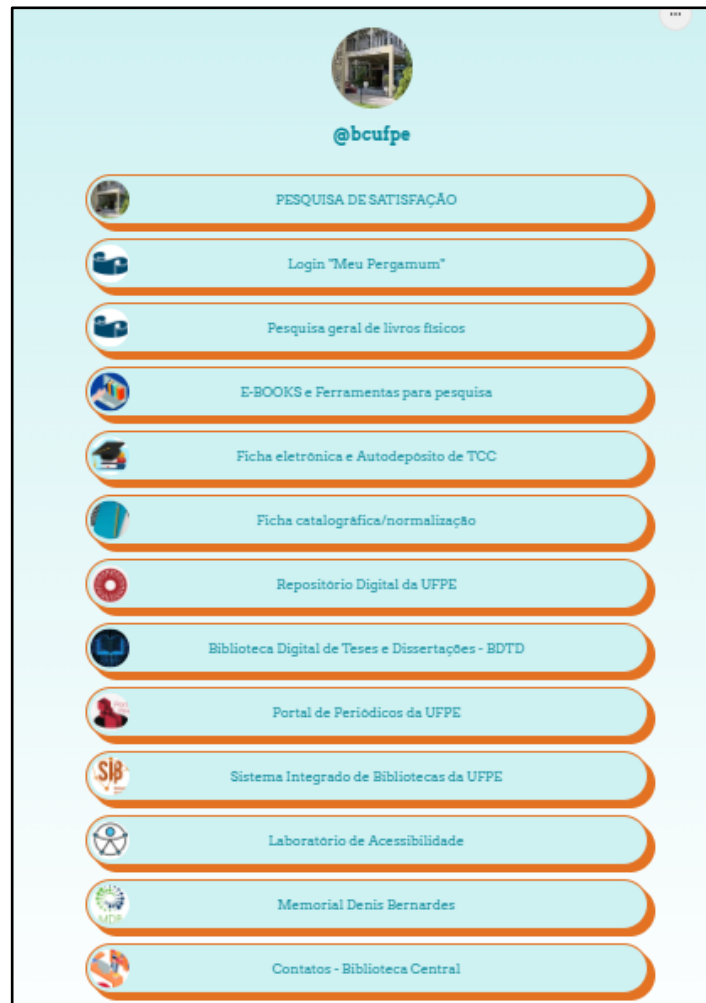 @bcufpe
PESQUISA DE SATISFAÇÃO
Login "Meu Pergamum"
Pesquisa geral de livros físicos
E-BOOKS e Ferramentas para pesquisa
Ficha eletrônica e Autodepósito de TCC
Ficha catalográfica/normalização
Repositório Digital da UFPE
Biblioteca Digital de Teses e Dissertações - BDTD
Portal de Periódicos da UFPE
SIB
Sistema Integrado de Bibliotecas da UFPE
Laboratório de Acessibilidade
MDB
Memorial Denis Bernardes
Contatos - Biblioteca Central